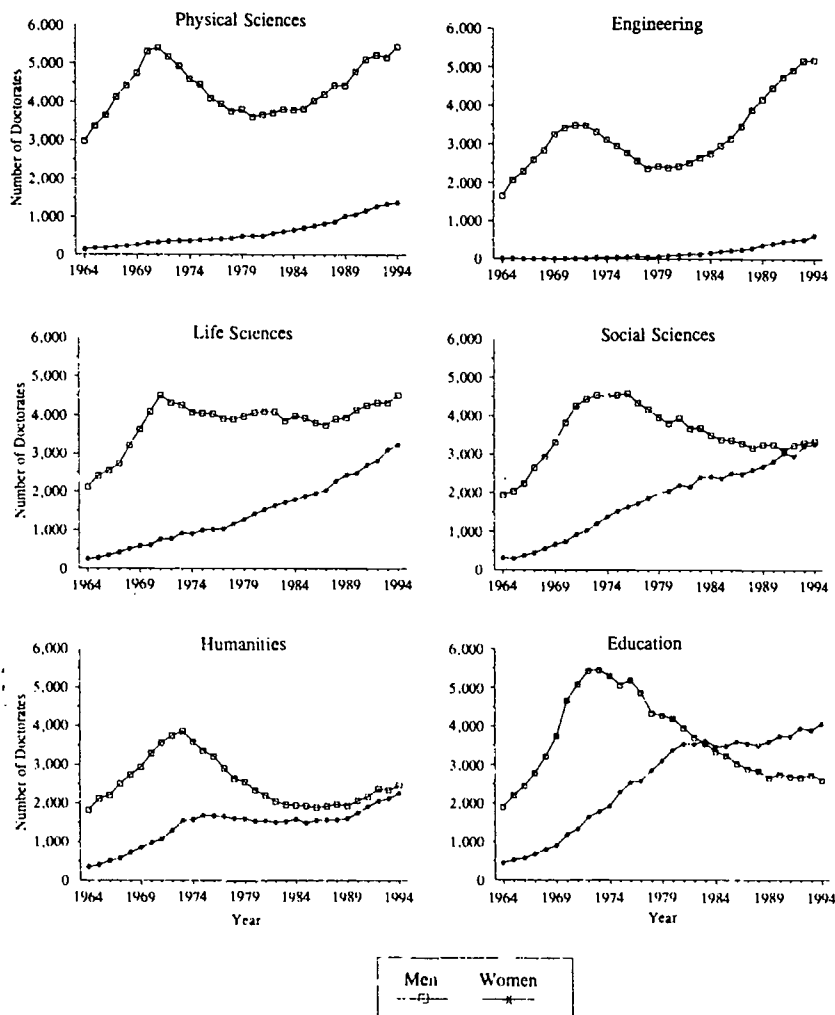 Physical Sciences
Number of Doctorates
6,000
5,000
4,000
3,000
2,000
1,000
0
1964 1969 1974 1979 1984 1989 1994
Engineering
6,000
5,000
4,000
3,000
2,000
1,000
0
1964 1969 1974 1979 1984 1989 1994
Life Sciences
Number of Doctorates
6,000
5,000
4,000
3,000
2,000
1,000
0
1964 1969 1974 1979 1984 1989 1994
Social Sciences
6,000
5,000
4,000
3,000
2,000
1,000
0
1964 1969 1974 1979 1984 1989 1994
Humanities
Number of Doctorates
6,000
5,000
4,000
3,000
2,000
1,000
0
1964 1969 1974 1979 1984 1989 1994
Year
Education
6,000
5,000
4,000
3,000
2,000
1,000
0
1964 1969 1974 1979 1984 1989 1994
Year
Men Women